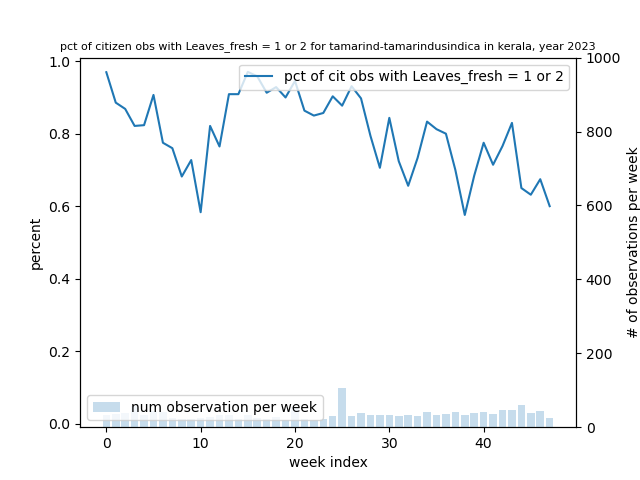 pct of citizen obs with Leaves_fresh = 1 or 2 for tamarind-tamarindusindica in kerala, year 2023
pct of cit obs with Leaves_fresh = 1 or 2
1.0
0.8
0.6
0.4
0.2
0.0
percent
1000
800
600
400
200
0
# of observations per week
num observation per week
0
10
20
30
40
week index